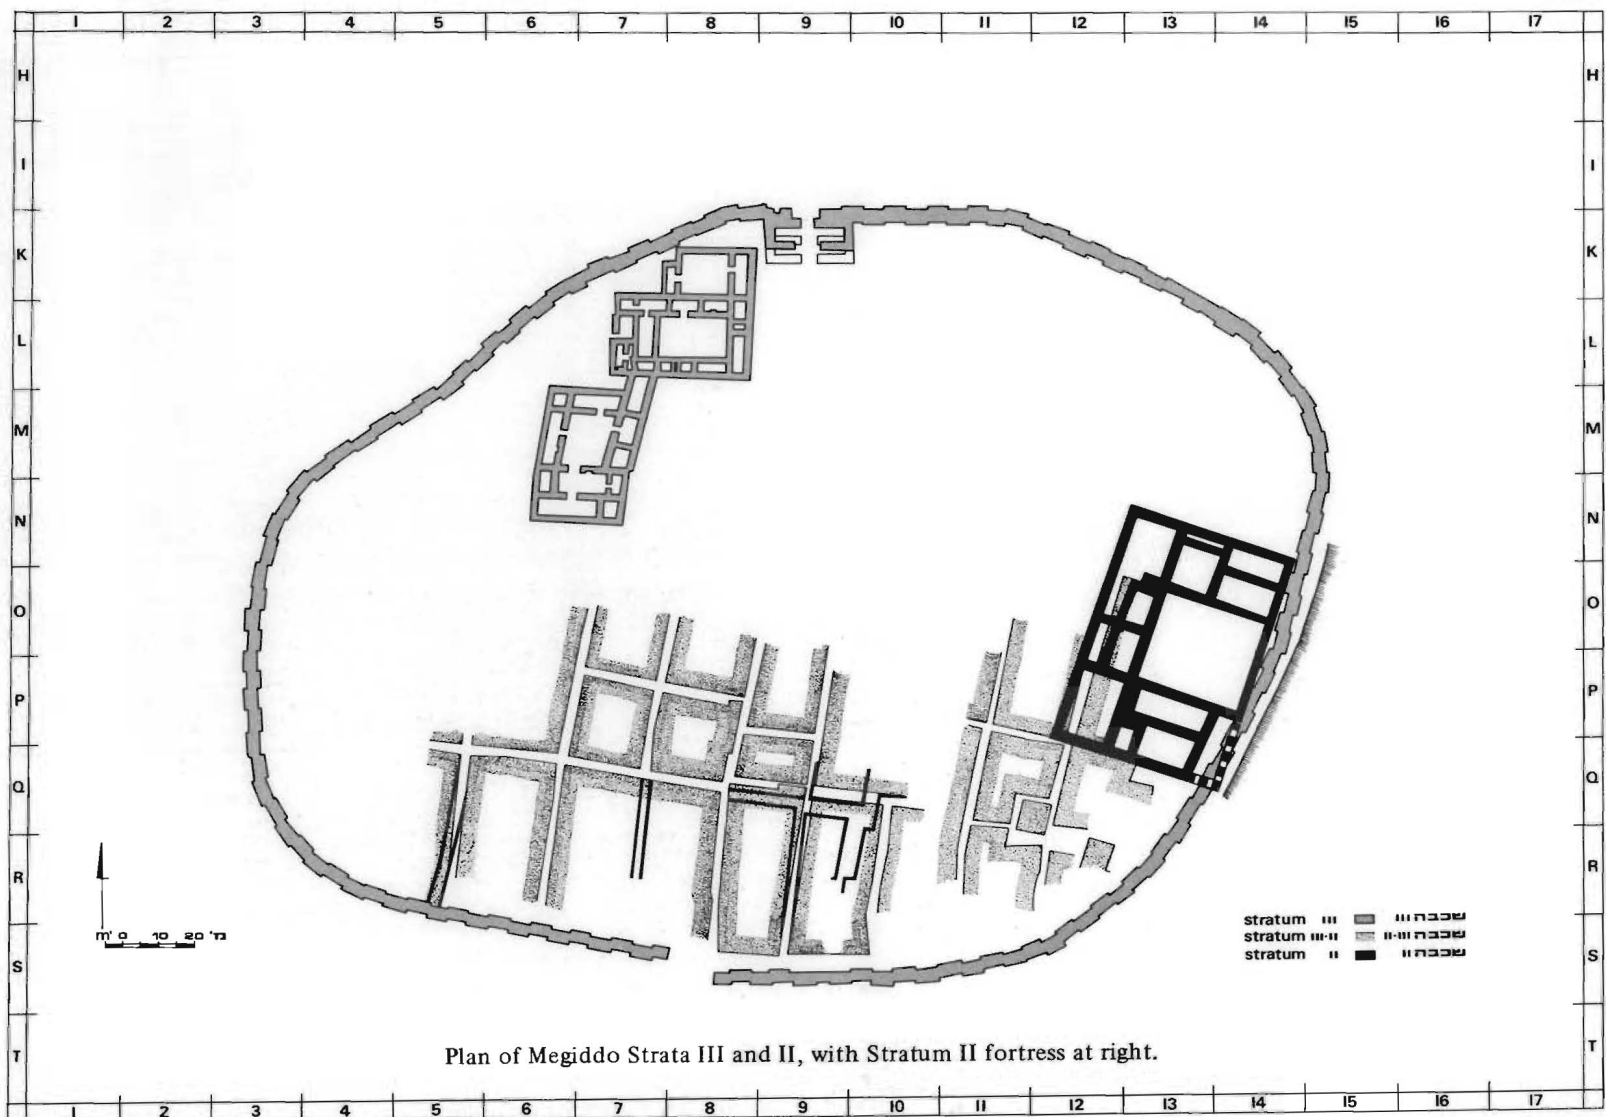 1 2 3 4 5 6 7 8 9 10 11 12 13 14 15 16 17
H H
I I
K K
L L
M M
N N
O O
P P
Q Q
R R
S S
T T
m' 0 10 20 מ'
stratum III שכבה III
stratum III-II שכבה II-III
stratum II שכבה II
Plan of Megiddo Strata III and II, with Stratum II fortress at right.
1 2 3 4 5 6 7 8 9 10 11 12 13 14 15 16 17